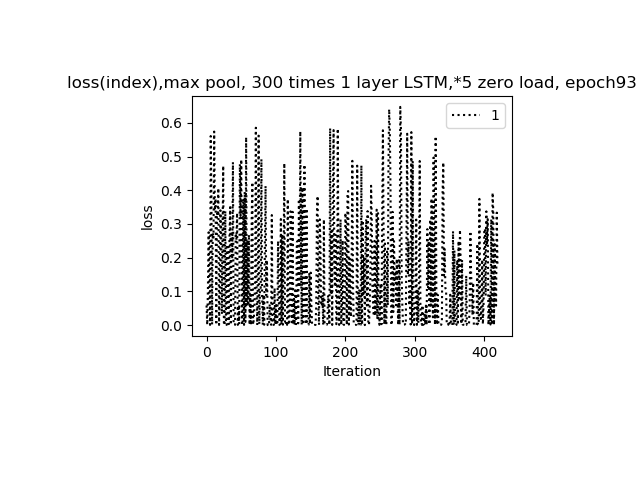 loss(index),max pool, 300 times 1 layer LSTM,*5 zero load, epoch93
1
loss
0.6
0.5
0.4
0.3
0.2
0.1
0.0
0 100 200 300 400
Iteration